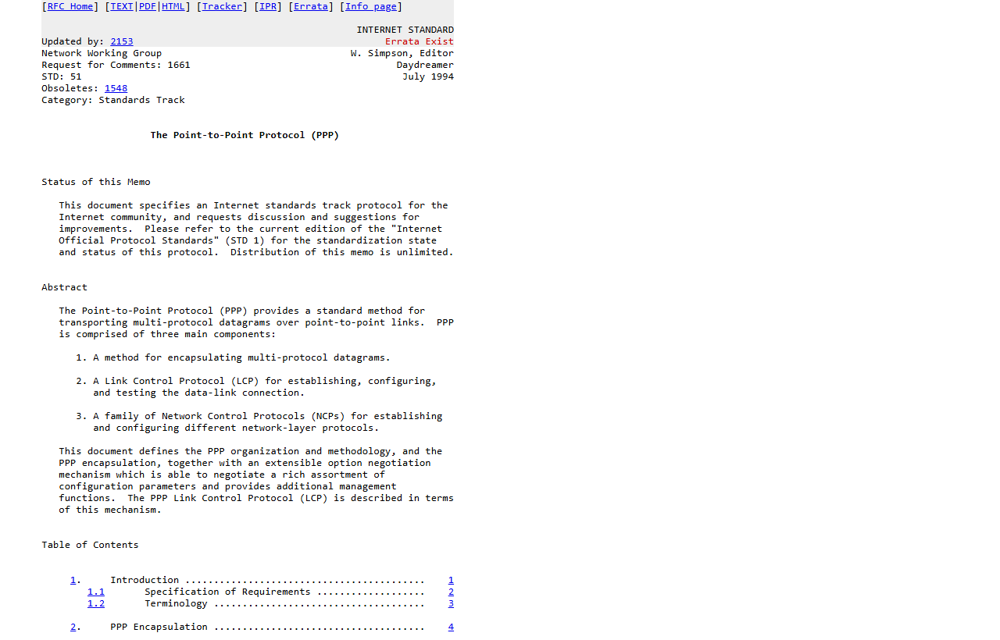 [RFC Home] [TEXT|PDF|HTML] [Tracker] [IPR] [Errata] [Info page]
INTERNET STANDARD
Updated by: 2153 Errata Exist
Network Working Group W. Simpson, Editor
Request for Comments: 1661 Daydreamer
STD: 51 July 1994
Obsoletes: 1548
Category: Standards Track
The Point-to-Point Protocol (PPP)
Status of this Memo
This document specifies an Internet standards track protocol for the
Internet community, and requests discussion and suggestions for
improvements.  Please refer to the current edition of the "Internet
Official Protocol Standards" (STD 1) for the standardization state
and status of this protocol.  Distribution of this memo is unlimited.
Abstract
The Point-to-Point Protocol (PPP) provides a standard method for
transporting multi-protocol datagrams over point-to-point links.  PPP
is comprised of three main components:
1. A method for encapsulating multi-protocol datagrams.
2. A Link Control Protocol (LCP) for establishing, configuring,
and testing the data-link connection.
3. A family of Network Control Protocols (NCPs) for establishing
and configuring different network-layer protocols.
This document defines the PPP organization and methodology, and the
PPP encapsulation, together with an extensible option negotiation
mechanism which is able to negotiate a rich assortment of
configuration parameters and provides additional management
functions.  The PPP Link Control Protocol (LCP) is described in terms
of this mechanism.
Table of Contents
1. Introduction .......................................... 1
1.1 Specification of Requirements ................... 2
1.2 Terminology ..................................... 3
2. PPP Encapsulation ..................................... 4